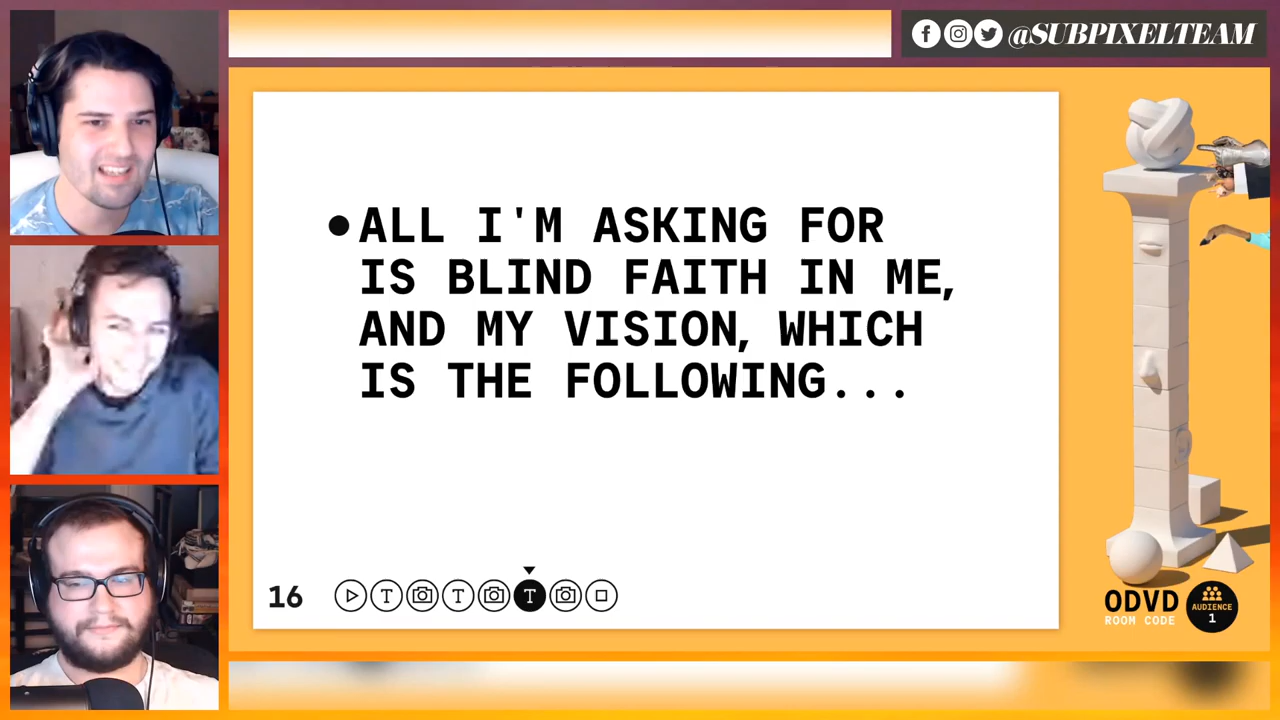 @SUBPIXELTEAM
●ALL I'M ASKING FOR
IS BLIND FAITH IN ME,
AND MY VISION, WHICH
IS THE FOLLOWING...
16
T T T
ODVD
ROOM CODE
AUDIENCE
1